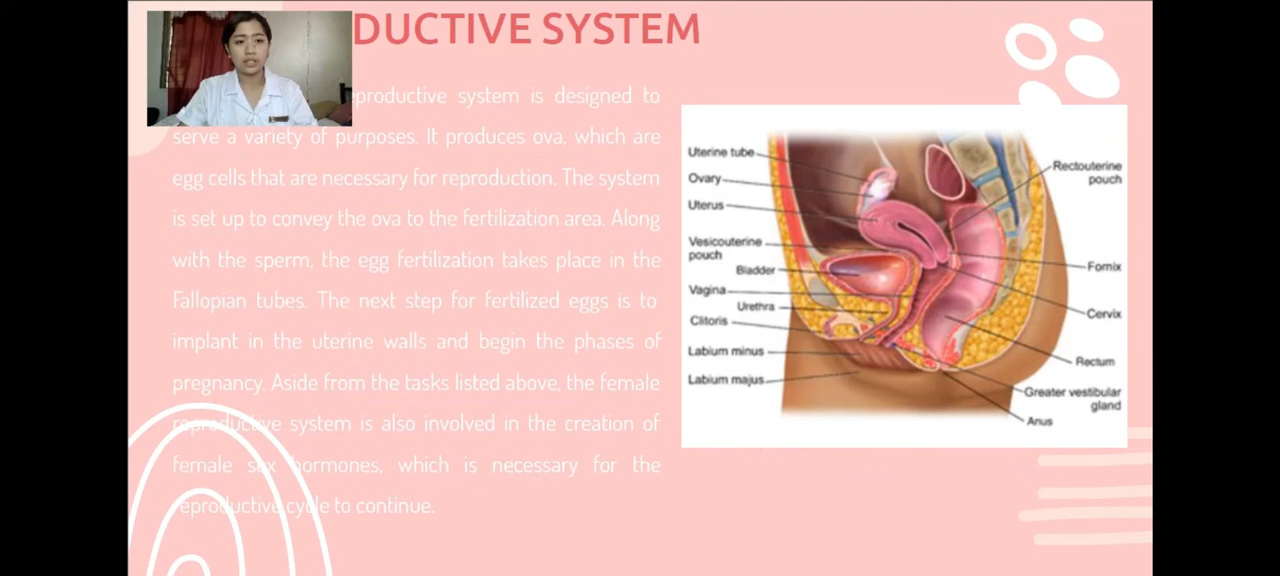 DUCTIVE SYSTEM
eproductive system is designed to
serve a variety of purposes. It produces ova, which are
egg cells that are necessary for reproduction. The system
is set up to convey the ova to the fertilization area. Along
with the sperm, the egg fertilization takes place in the
Fallopian tubes. The next step for fertilized eggs is to
implant in the uterine walls and begin the phases of
pregnancy. Aside from the tasks listed above, the female
reproductive system is also involved in the creation of
female sex hormones, which is necessary for the
reproductive cycle to continue.
Uterine tube
Ovary
Uterus
Vesicouterine
pouch
Bladder
Vagina
Urethra
Clitoris
Labium minus
Labium majus
Rectouterine
pouch
Fornix
Cervix
Rectum
Greater vestibular
gland
Anus